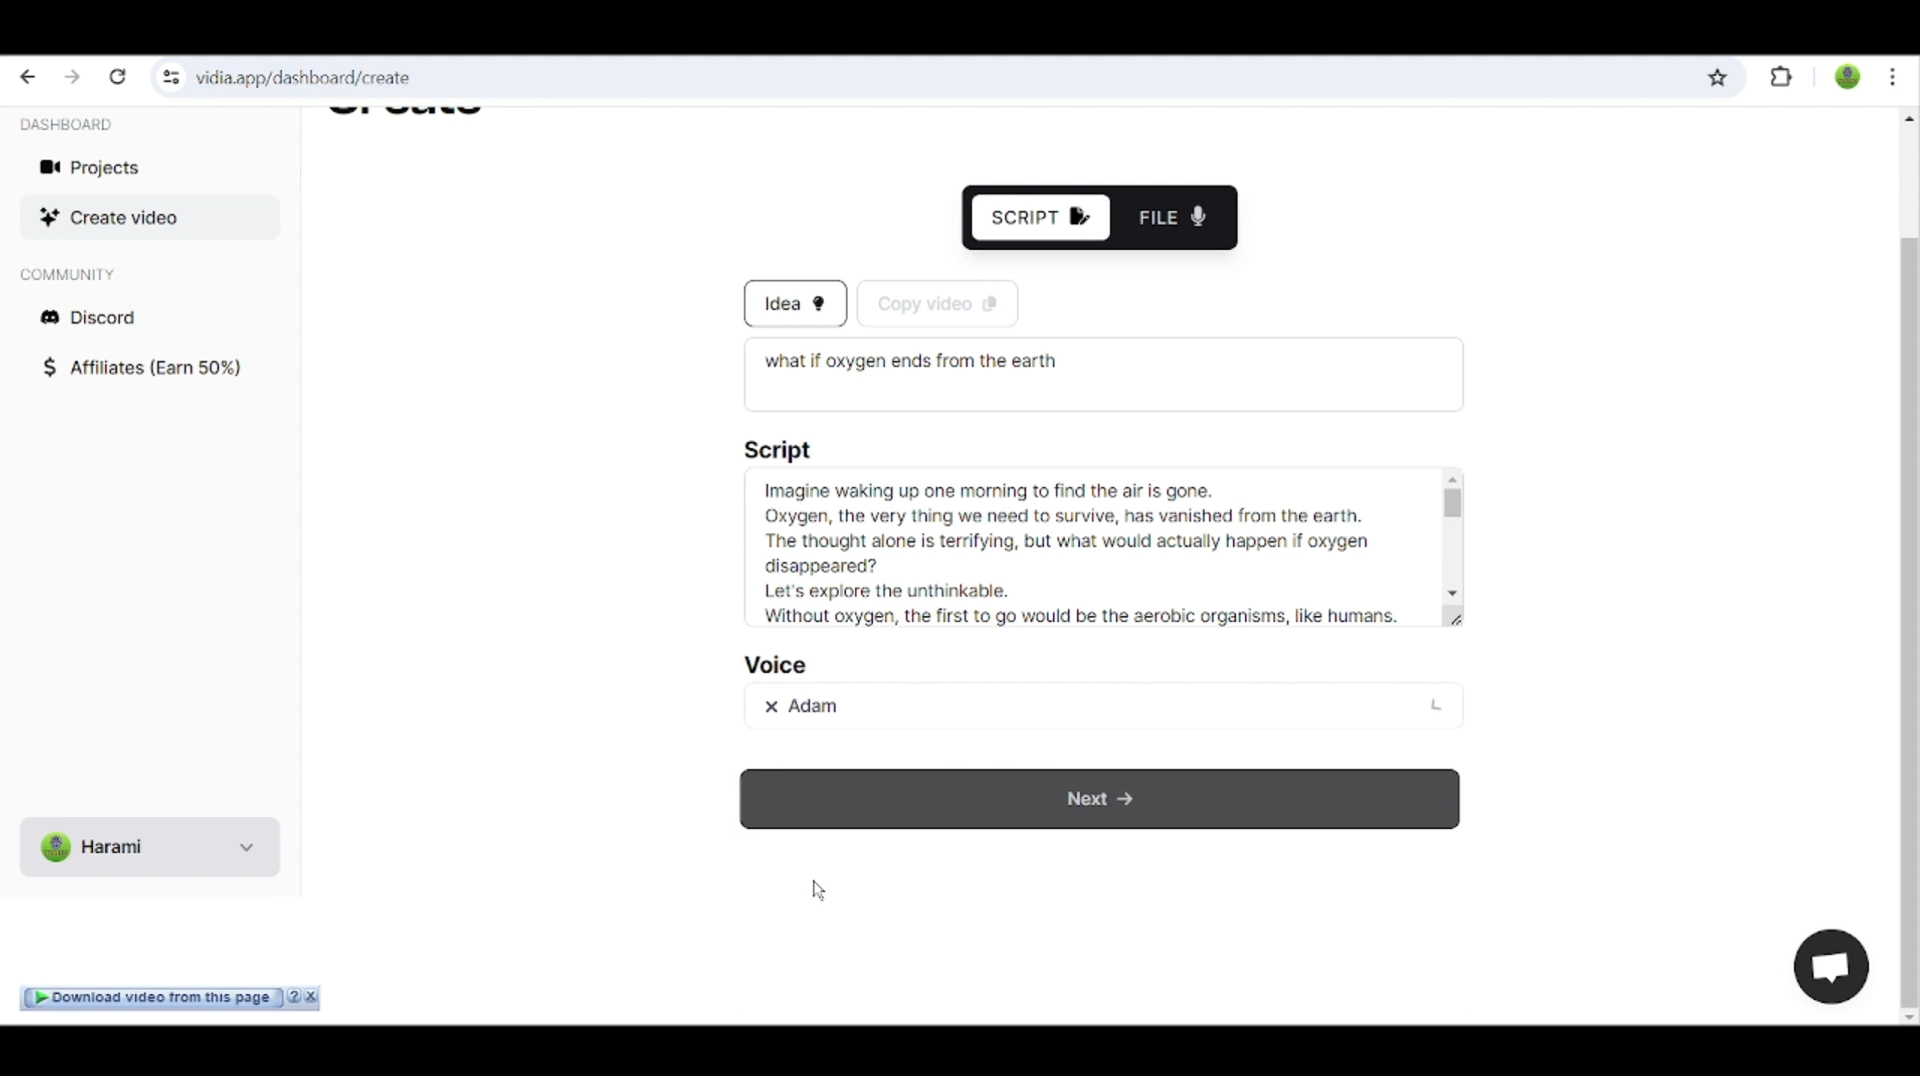 vidia.app/dashboard/create
Create
DASHBOARD
Projects
Create video
COMMUNITY
Discord
Affiliates (Earn 50%)
SCRIPT
FILE
Idea
Copy video
what if oxygen ends from the earth
Script
Imagine waking up one morning to find the air is gone.
Oxygen, the very thing we need to survive, has vanished from the earth.
The thought alone is terrifying, but what would actually happen if oxygen
disappeared?
Let's explore the unthinkable.
Without oxygen, the first to go would be the aerobic organisms, like humans.
Voice
Adam
Next
Harami
Download video from this page